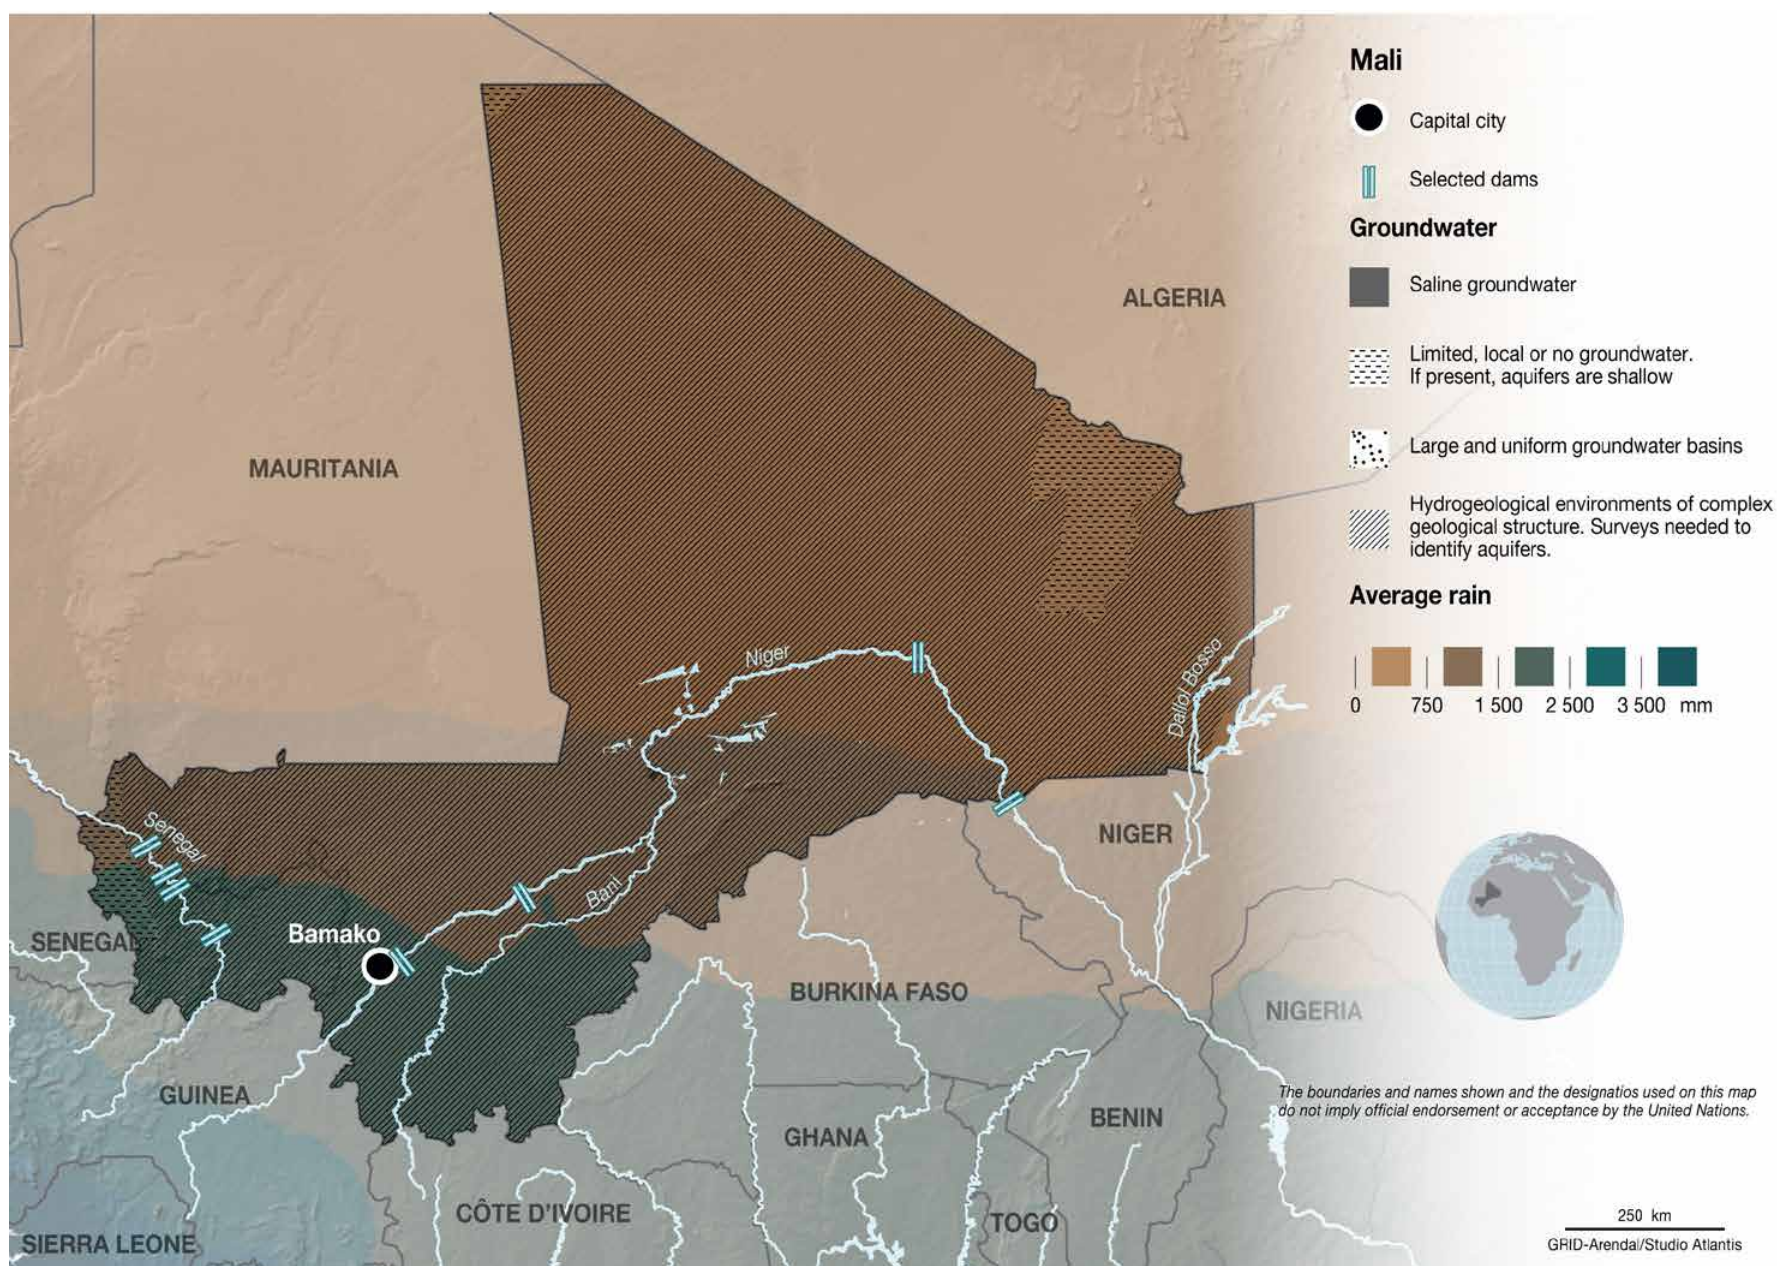 Mali
Capital city
Selected dams
Groundwater
Saline groundwater
Limited, local or no groundwater.
If present, aquifers are shallow
Large and uniform groundwater basins
Hydrogeological environments of complex
geological structure. Surveys needed to
identify aquifers.
Average rain
0 750 1 500 2 500 3 500 mm
ALGERIA
MAURITANIA
Niger
Dallol Bosso
Senegal
NIGER
Bani
Bamako
SENEGAL
BURKINA FASO
NIGERIA
GUINEA
BENIN
GHANA
CÔTE D'IVOIRE
TOGO
SIERRA LEONE
The boundaries and names shown and the designatios used on this map
do not imply official endorsement or acceptance by the United Nations.
250 km
GRID-Arendal/Studio Atlantis